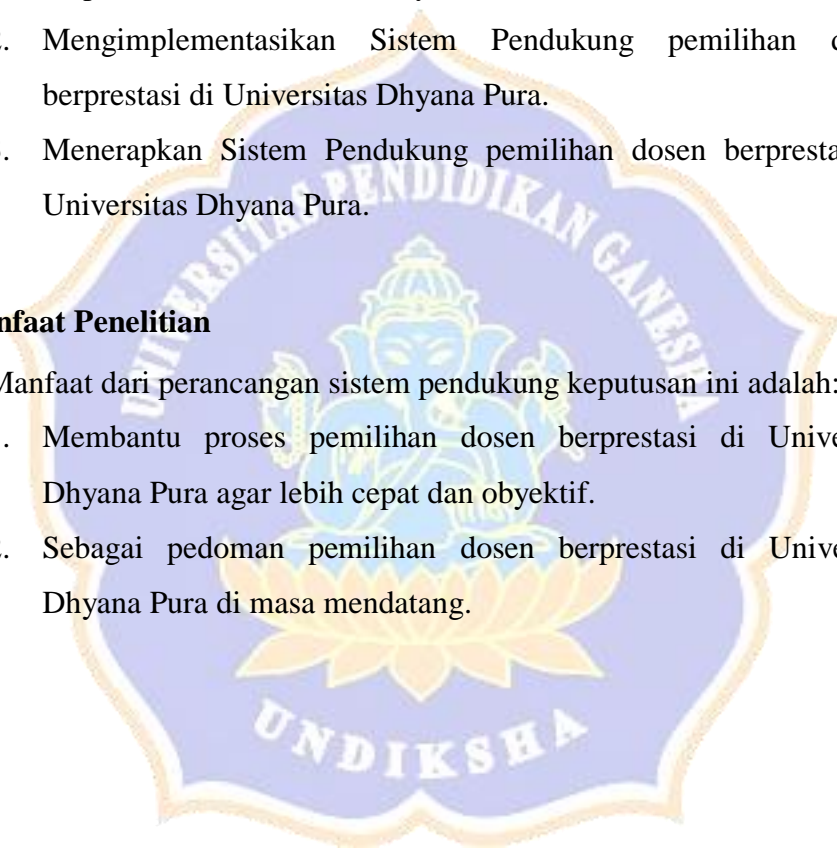 2. Mengimplementasikan Sistem Pendukung pemilihan d
berprestasi di Universitas Dhyana Pura.
Menerapkan Sistem Pendukung pemilihan dosen berpresta
Universitas Dhyana Pura.
UNIVERSITAS PENDIDIKAN GANESHA
nfaat Penelitian
Manfaat dari perancangan sistem pendukung keputusan ini adalah:
Membantu proses pemilihan dosen berprestasi di Unive
Dhyana Pura agar lebih cepat dan obyektif.
2. Sebagai pedoman pemilihan dosen berprestasi di Unive
Dhyana Pura di masa mendatang.
UNDIKSHA